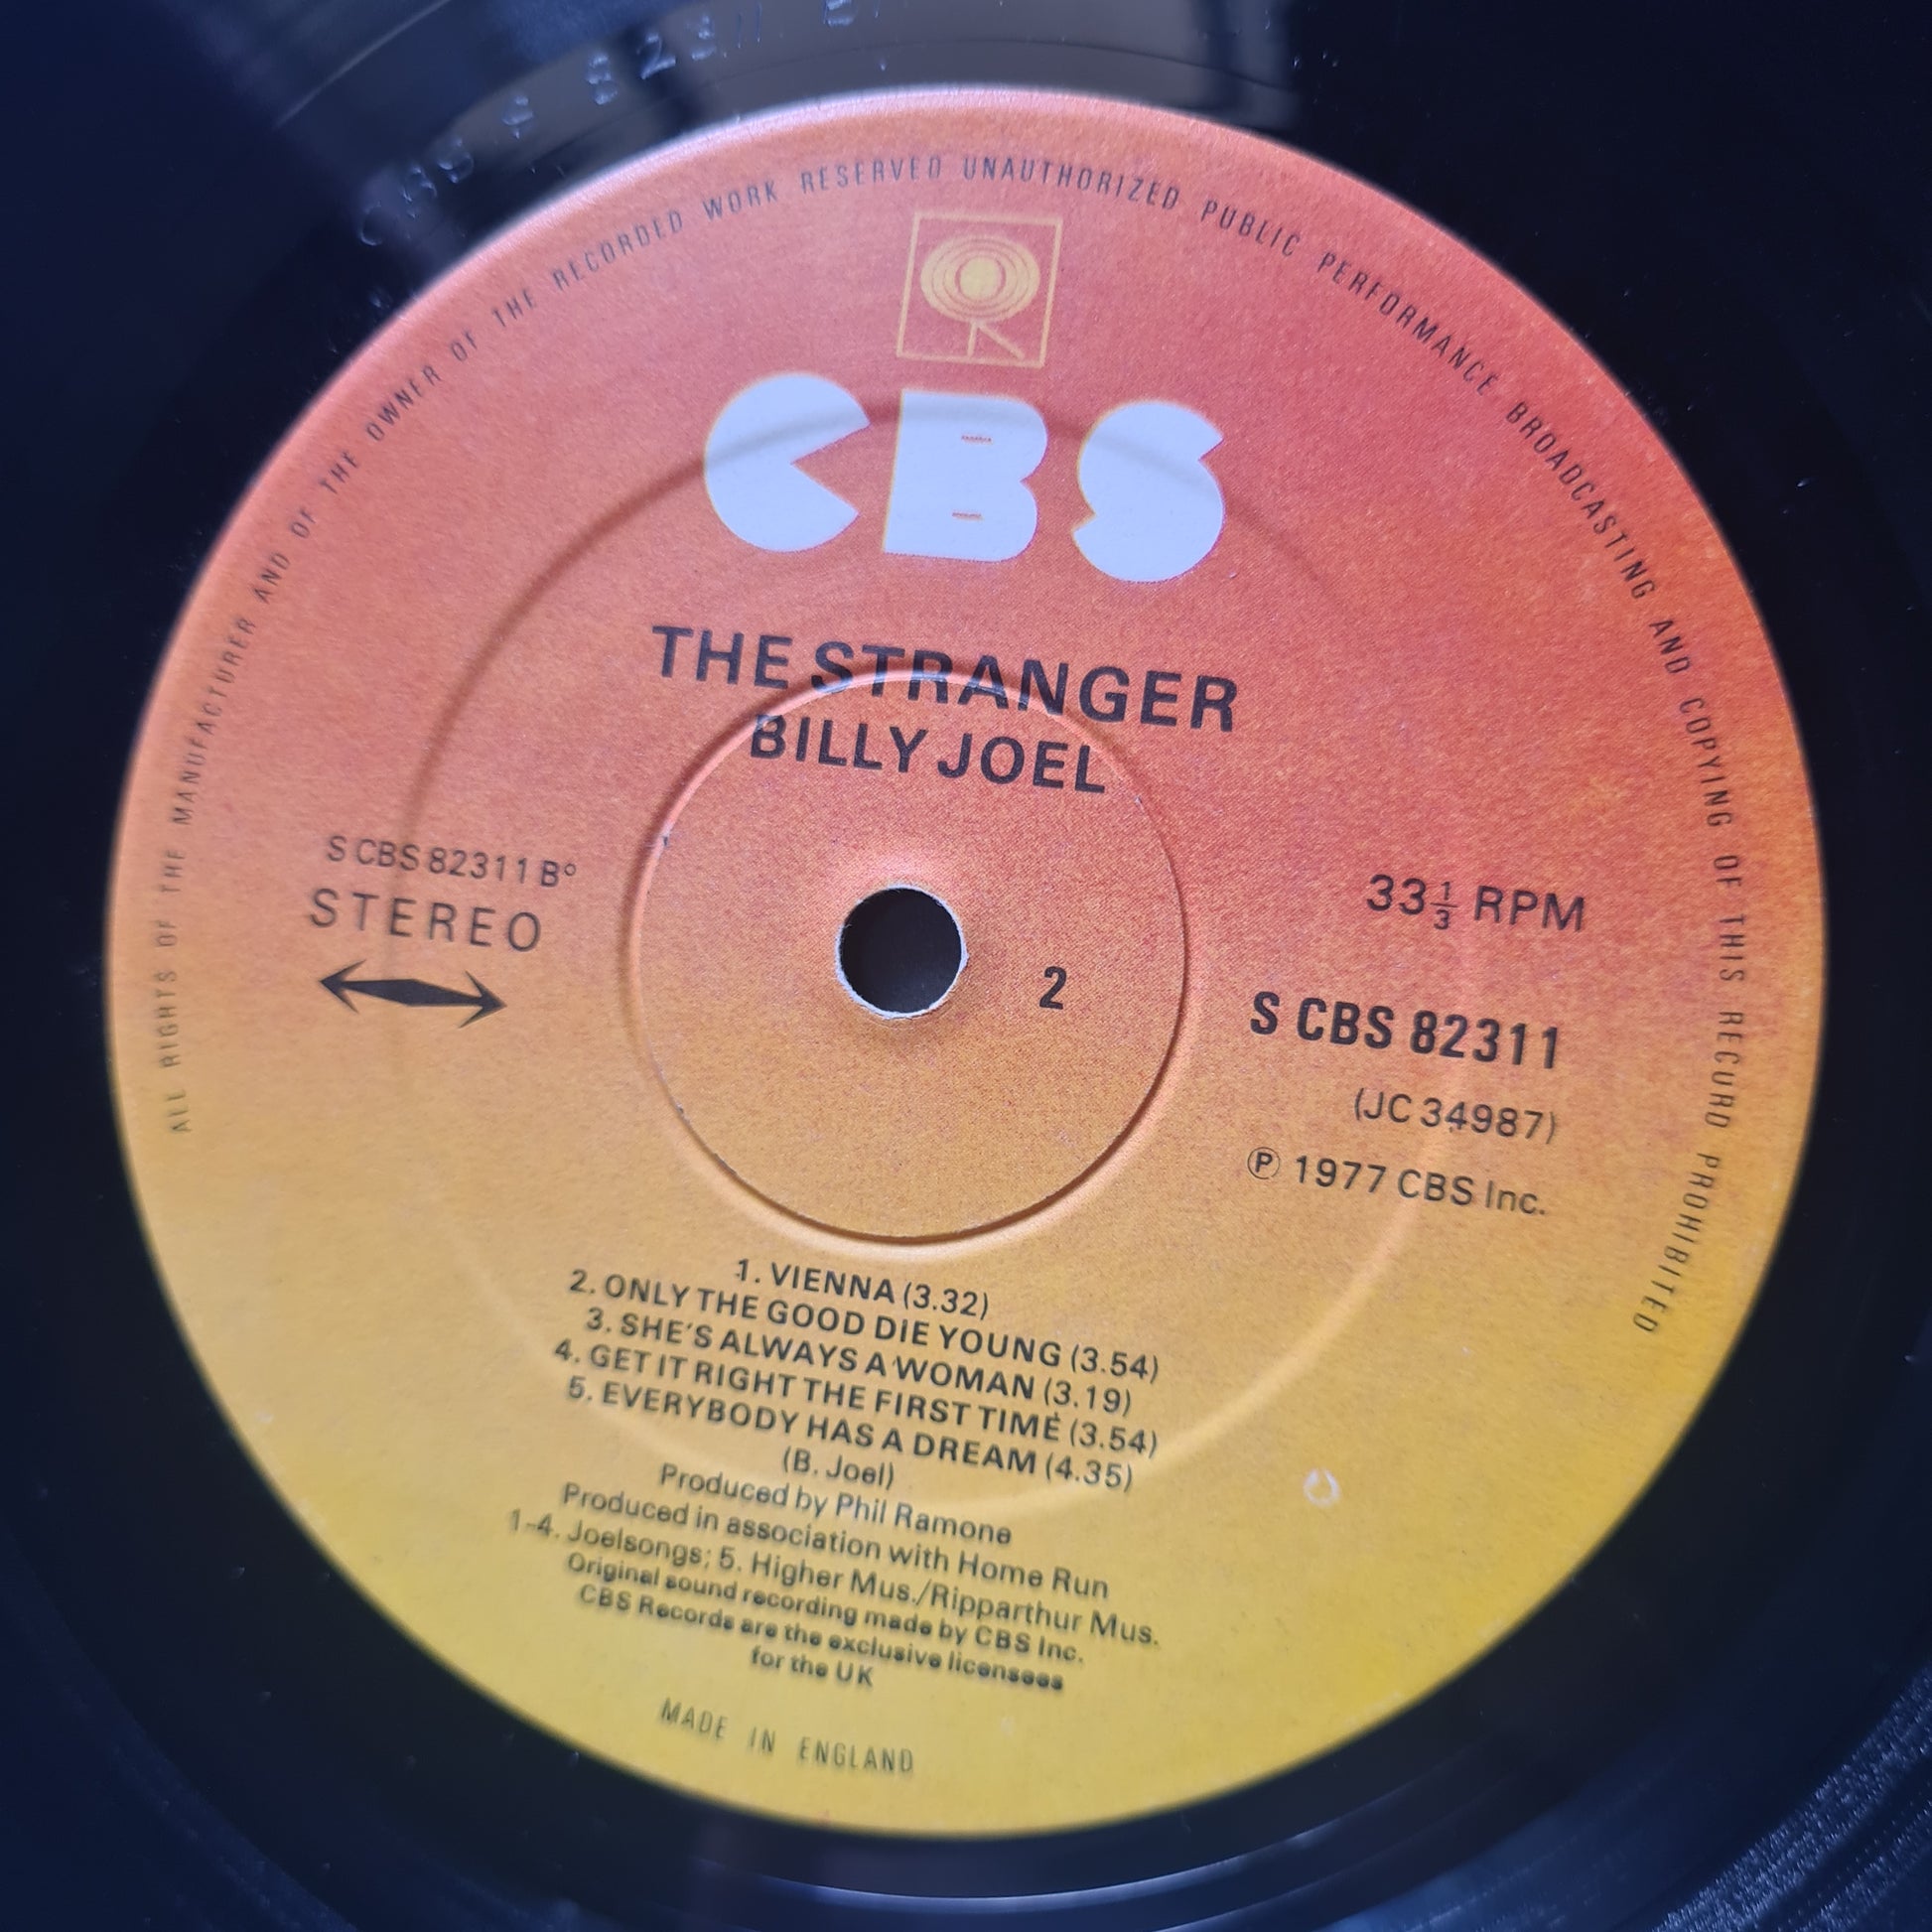 ALL RIGHTS OF THE MANUFACTURER AND OF THE OWNER OF THE RECORDED WORK RESERVED UNAUTHORIZED PUBLIC PERFORMANCE BROADCASTING AND COPYING OF THIS RECORD PROHIBITED
CBS
THE STRANGER
BILLY JOEL
S CBS 82311 B°
STEREO
2
33⅓ RPM
S CBS 82311
(JC 34987)
℗ 1977 CBS Inc.
1. VIENNA (3.32)
2. ONLY THE GOOD DIE YOUNG (3.54)
3. SHE'S ALWAYS A WOMAN (3.19)
4. GET IT RIGHT THE FIRST TIME (3.54)
5. EVERYBODY HAS A DREAM (4.35)
(B. Joel)
Produced by Phil Ramone
Produced in association with Home Run
1-4. Joelsongs; 5. Higher Mus./Ripparthur Mus.
Original sound recording made by CBS Inc.
CBS Records are the exclusive licensees
for the UK
MADE IN ENGLAND